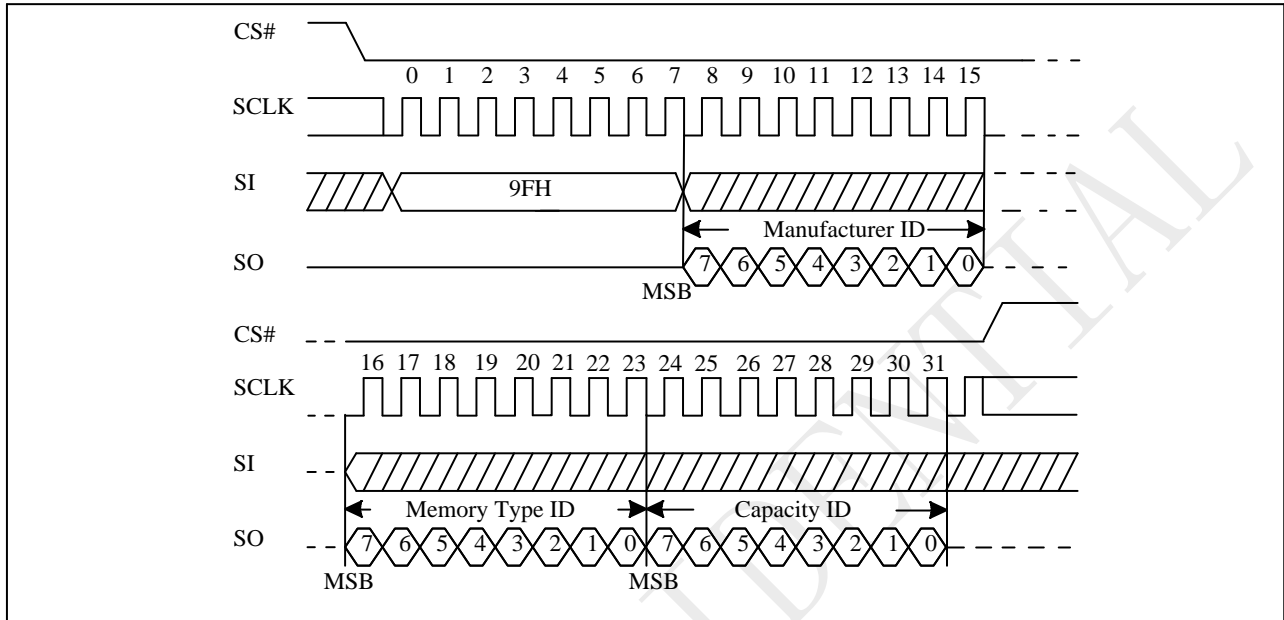 CS#
0 1 2 3 4 5 6 7 8 9 10 11 12 13 14 15
SCLK
SI
9FH
Manufacturer ID
SO
7 6 5 4 3 2 1 0
MSB
CS#
16 17 18 19 20 21 22 23 24 25 26 27 28 29 30 31
SCLK
SI
Memory Type ID Capacity ID
SO
7 6 5 4 3 2 1 0 7 6 5 4 3 2 1 0
MSB MSB
DENTIAL